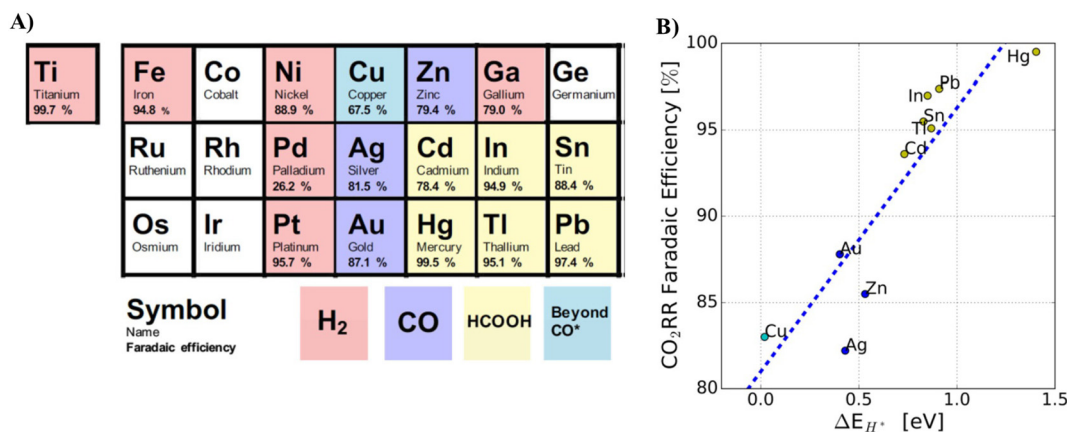 A)
Ti
Titanium
99.7 %
Fe
Iron
94.8 %
Co
Cobalt
Ni
Nickel
88.9 %
Cu
Copper
67.5 %
Zn
Zinc
79.4 %
Ga
Gallium
79.0 %
Ge
Germanium
Ru
Ruthenium
Rh
Rhodium
Pd
Palladium
26.2 %
Ag
Silver
81.5 %
Cd
Cadmium
78.4 %
In
Indium
94.9 %
Sn
Tin
88.4 %
Os
Osmium
Ir
Iridium
Pt
Platinum
95.7 %
Au
Gold
87.1 %
Hg
Mercury
99.5 %
Tl
Thallium
95.1 %
Pb
Lead
97.4 %
Symbol
Name
Faradaic efficiency
H₂
CO
HCOOH
Beyond
CO*
B)
CO₂RR Faradaic Efficiency [%]
100
95
90
85
80
Hg
Pb
In
Sn
Tl
Cd
Au
Zn
Cu
Ag
0.0
0.5
1.0
1.5
ΔE_H* [eV]